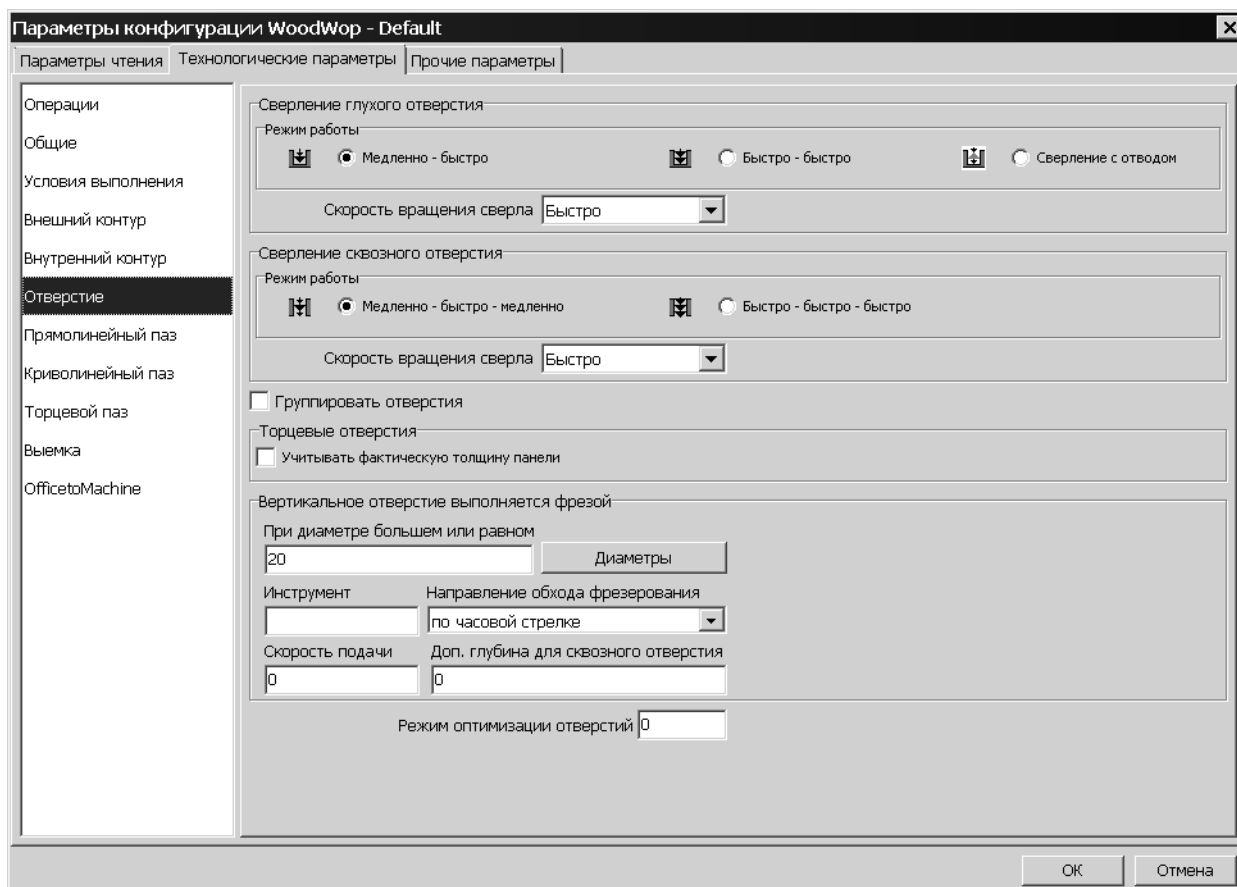 Параметры конфигурации WoodWop - Default
Параметры чтения Технологические параметры Прочие параметры
Операции
Общие
Условия выполнения
Внешний контур
Внутренний контур
Отверстие
Прямолинейный паз
Криволинейный паз
Торцевой паз
Выемка
OfficetoMachine
Сверление глухого отверстия
Режим работы
Медленно - быстро Быстро - быстро Сверление с отводом
Скорость вращения сверла Быстро
Сверление сквозного отверстия
Режим работы
Медленно - быстро - медленно Быстро - быстро - быстро
Скорость вращения сверла Быстро
Группировать отверстия
Торцевые отверстия
Учитывать фактическую толщину панели
Вертикальное отверстие выполняется фрезой
При диаметре большем или равном
20 Диаметры
Инструмент Направление обхода фрезерования
по часовой стрелке
Скорость подачи Доп. глубина для сквозного отверстия
0 0
Режим оптимизации отверстий 0
ОК Отмена